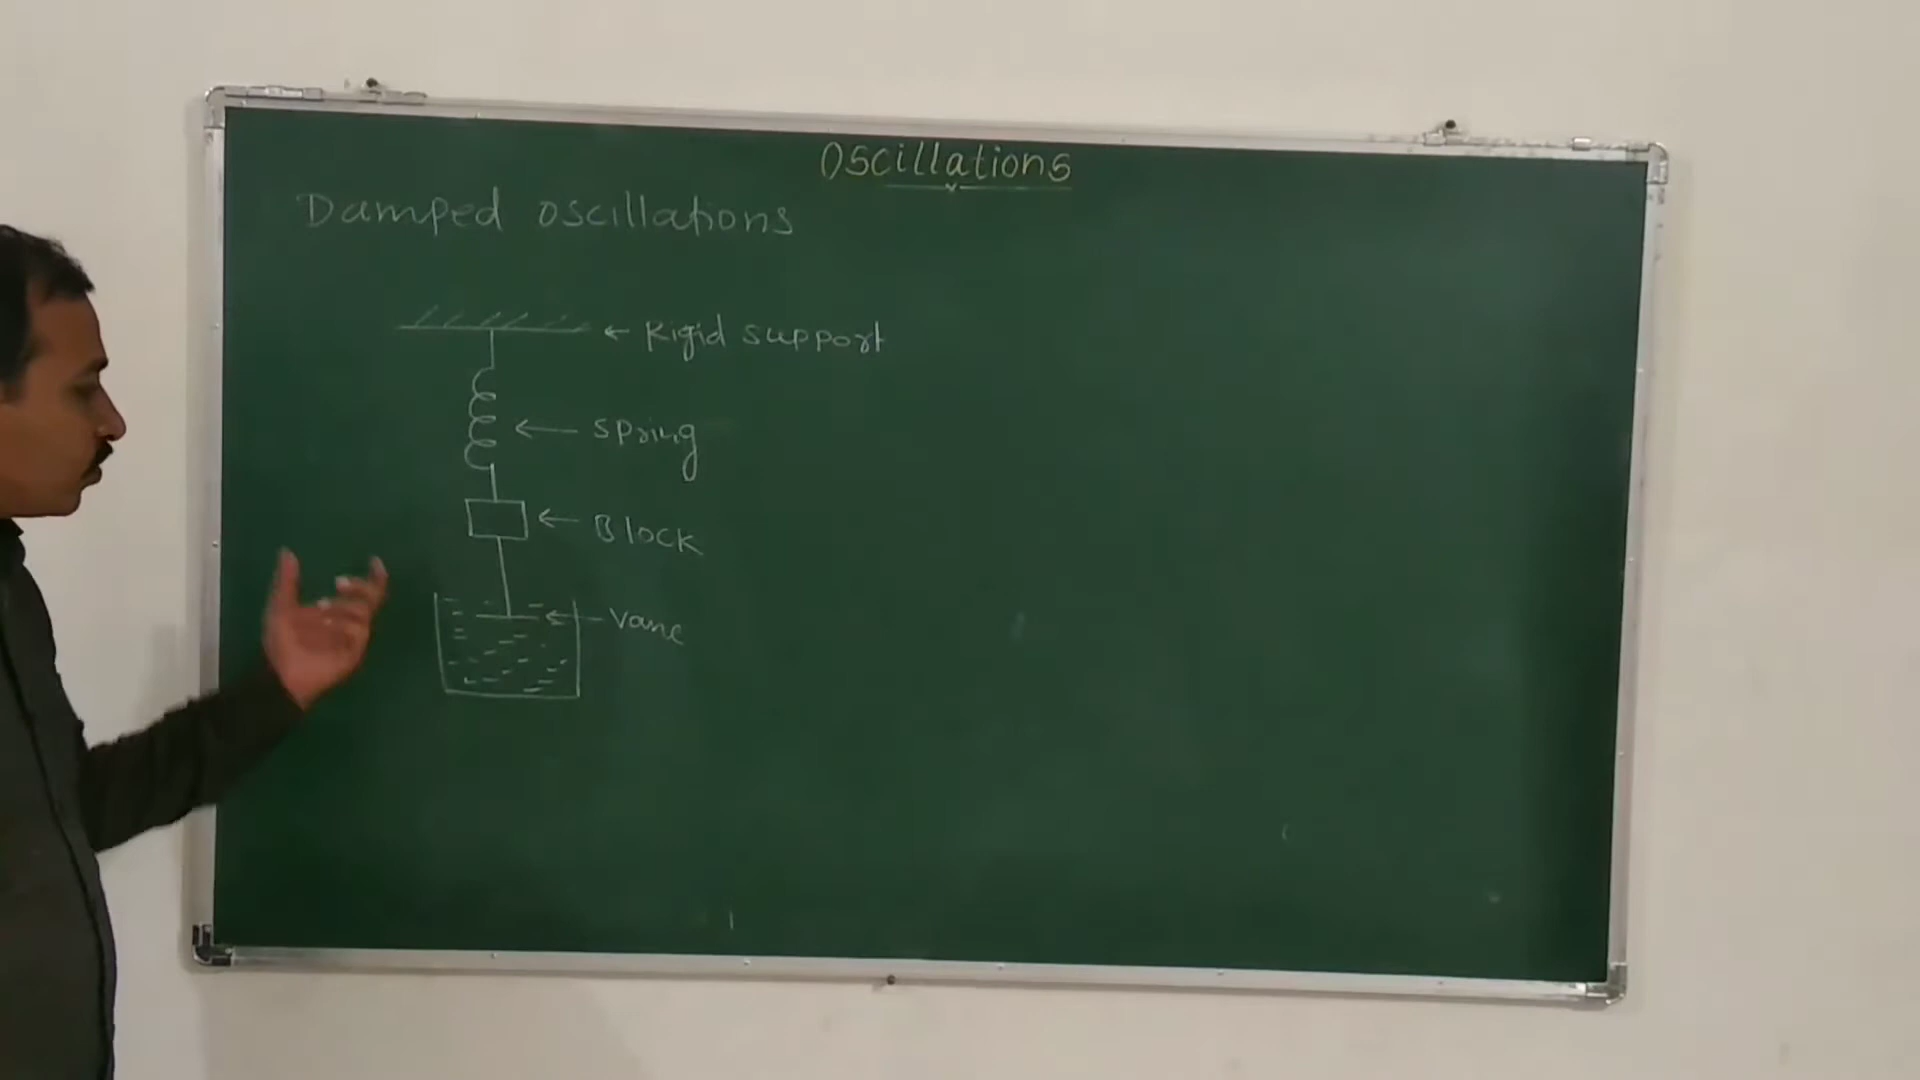 Oscillations
Damped oscillations
← Rigid support
← spring
← Block
← vane